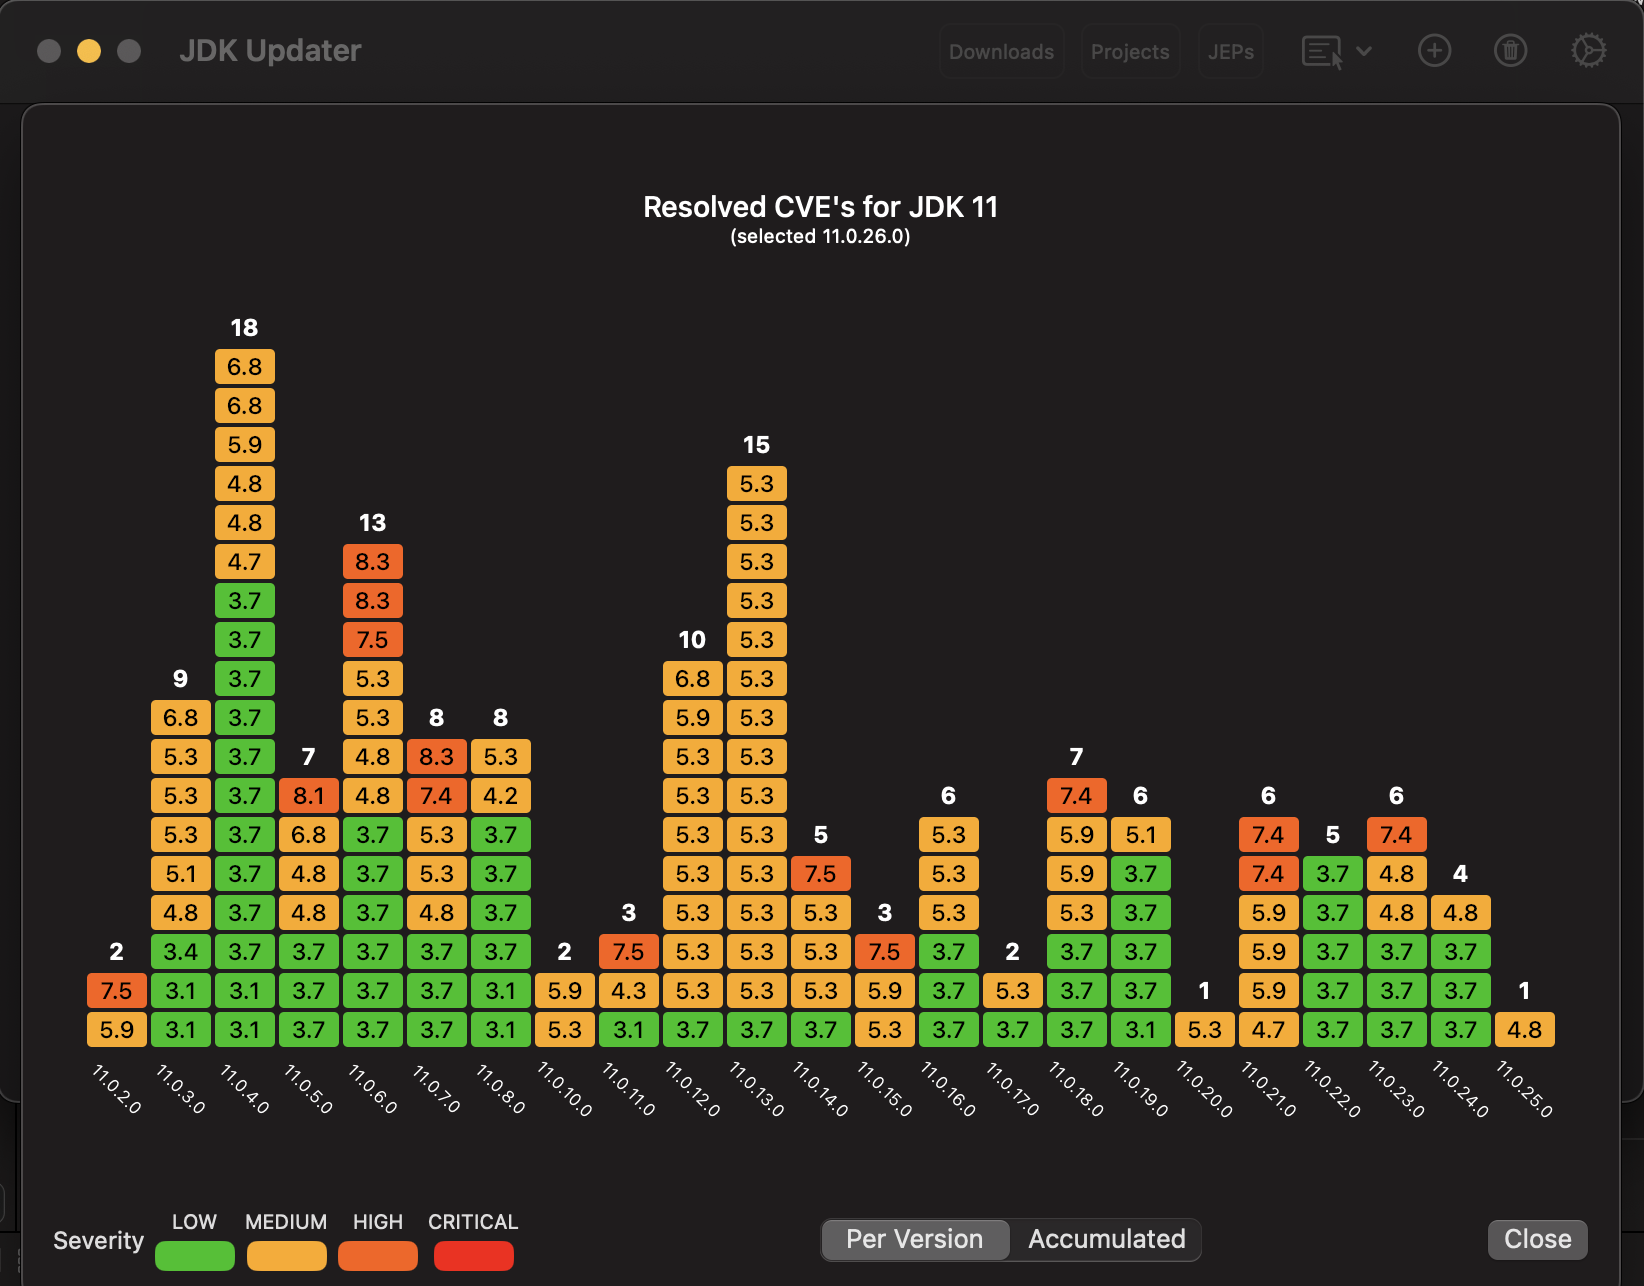 JDK Updater
Downloads Projects JEPs
Resolved CVE's for JDK 11
(selected 11.0.26.0)
18
6.8
6.8
5.9 15
4.8 5.3
4.8 13 5.3
4.7 8.3 5.3
3.7 8.3 5.3
3.7 7.5 10 5.3
9 3.7 5.3 6.8 5.3
6.8 3.7 5.3 8 8 5.9 5.3
5.3 3.7 7 4.8 8.3 5.3 5.3 5.3 7
5.3 3.7 8.1 4.8 7.4 4.2 5.3 5.3 6 7.4 6 6 6
5.3 3.7 6.8 3.7 5.3 3.7 5.3 5.3 5 5.3 5.9 5.1 7.4 5 7.4
5.1 3.7 4.8 3.7 5.3 3.7 5.3 5.3 7.5 5.3 5.9 3.7 7.4 3.7 4.8 4
4.8 3.7 4.8 3.7 4.8 3.7 3 5.3 5.3 5.3 3 5.3 5.3 3.7 5.9 3.7 4.8 4.8
2 3.4 3.7 3.7 3.7 3.7 3.7 2 7.5 5.3 5.3 5.3 7.5 3.7 2 3.7 3.7 5.9 3.7 3.7 3.7
7.5 3.1 3.1 3.7 3.7 3.7 3.1 5.9 4.3 5.3 5.3 5.3 5.9 3.7 5.3 3.7 3.7 1 5.9 3.7 3.7 3.7 1
5.9 3.1 3.1 3.7 3.7 3.7 3.1 5.3 3.1 3.7 3.7 3.7 5.3 3.7 3.7 3.7 3.1 5.3 4.7 3.7 3.7 3.7 4.8
11.0.2.0 11.0.3.0 11.0.4.0 11.0.5.0 11.0.6.0 11.0.7.0 11.0.8.0 11.0.10.0 11.0.11.0 11.0.12.0 11.0.13.0 11.0.14.0 11.0.15.0 11.0.16.0 11.0.17.0 11.0.18.0 11.0.19.0 11.0.20.0 11.0.21.0 11.0.22.0 11.0.23.0 11.0.24.0 11.0.25.0
LOW MEDIUM HIGH CRITICAL
Severity
Per Version Accumulated
Close